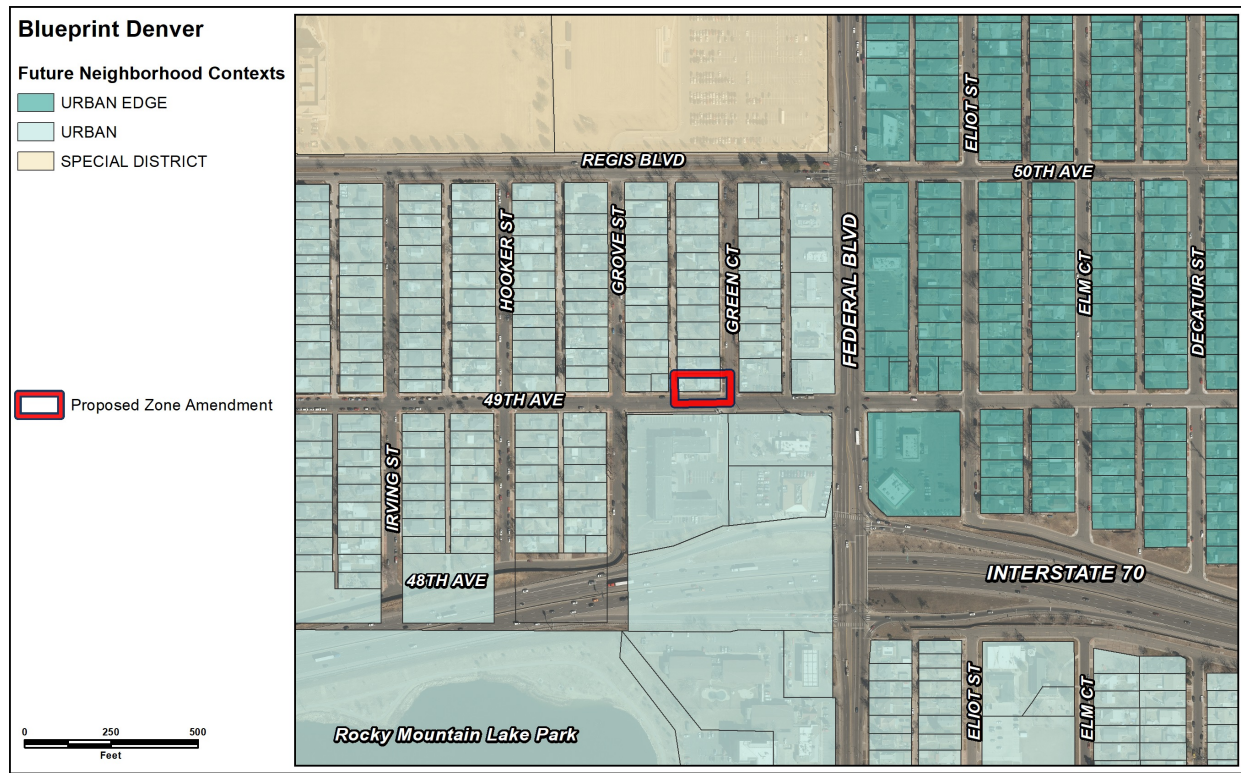 Blueprint Denver
Future Neighborhood Contexts
URBAN EDGE
URBAN
SPECIAL DISTRICT
Proposed Zone Amendment
0 250 500
Feet
REGIS BLVD
50TH AVE
ELIOT ST
HOOKER ST
GROVE ST
GREEN CT
FEDERAL BLVD
ELM CT
DECATUR ST
49TH AVE
IRVING ST
48TH AVE
INTERSTATE 70
ELIOT ST
ELM CT
Rocky Mountain Lake Park